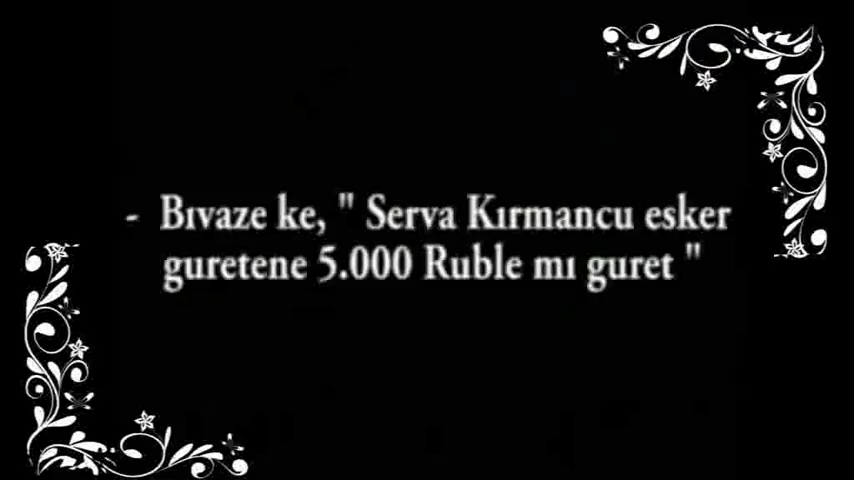 - Bıvaze ke, " Serva Kırmancu esker
guretene 5.000 Ruble mı guret "